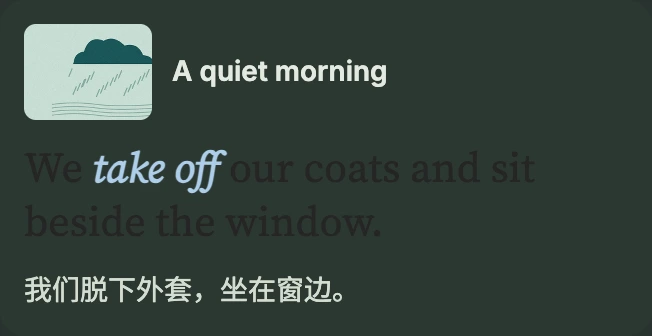 A quiet morning
We take off our coats and sit
beside the window.
我们脱下外套，坐在窗边。